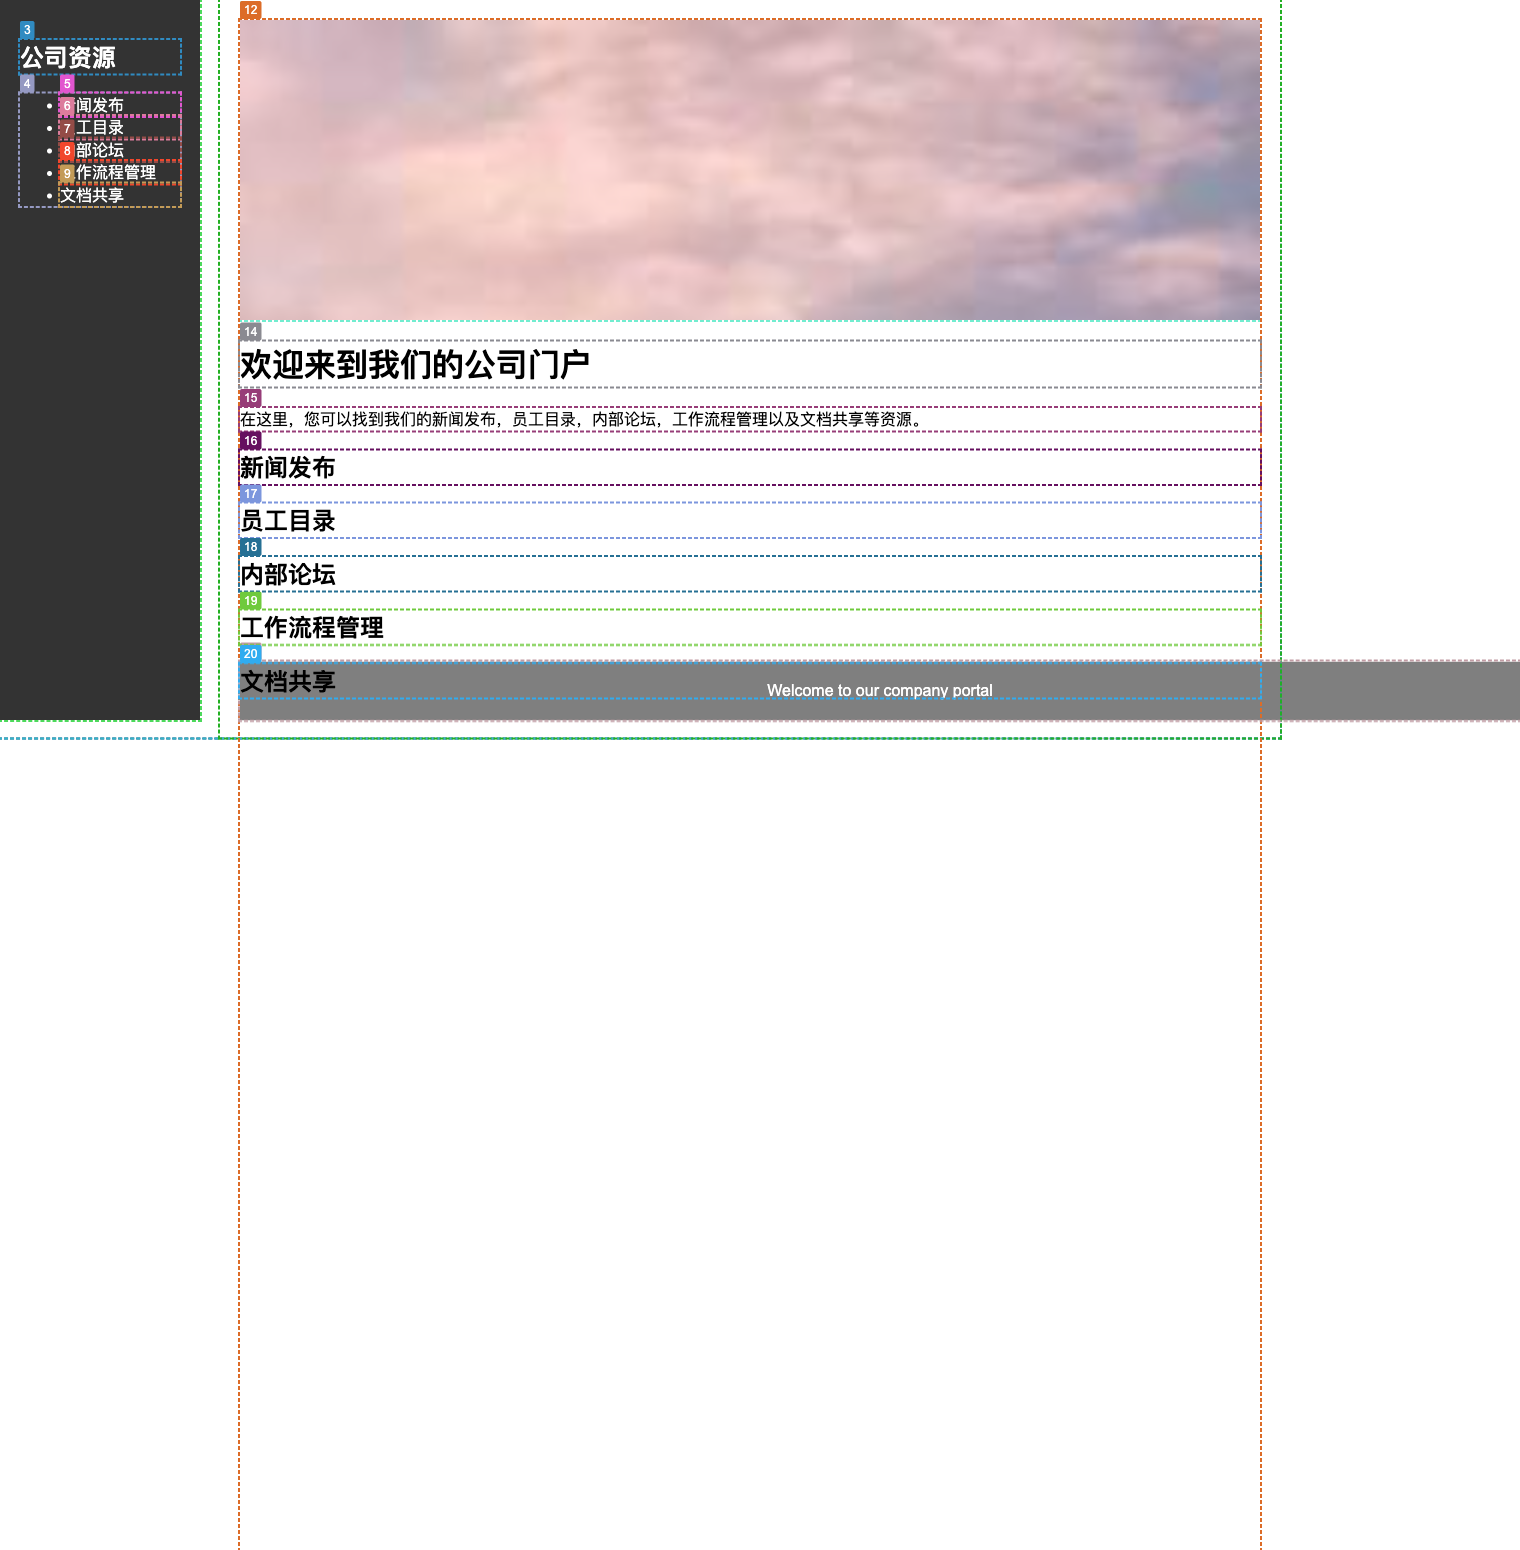 3
公司资源
4 5
6 闻发布
7 工目录
8 部论坛
9 作流程管理
文档共享
12
14
欢迎来到我们的公司门户
15
在这里，您可以找到我们的新闻发布，员工目录，内部论坛，工作流程管理以及文档共享等资源。
16
新闻发布
17
员工目录
18
内部论坛
19
工作流程管理
20
文档共享
Welcome to our company portal